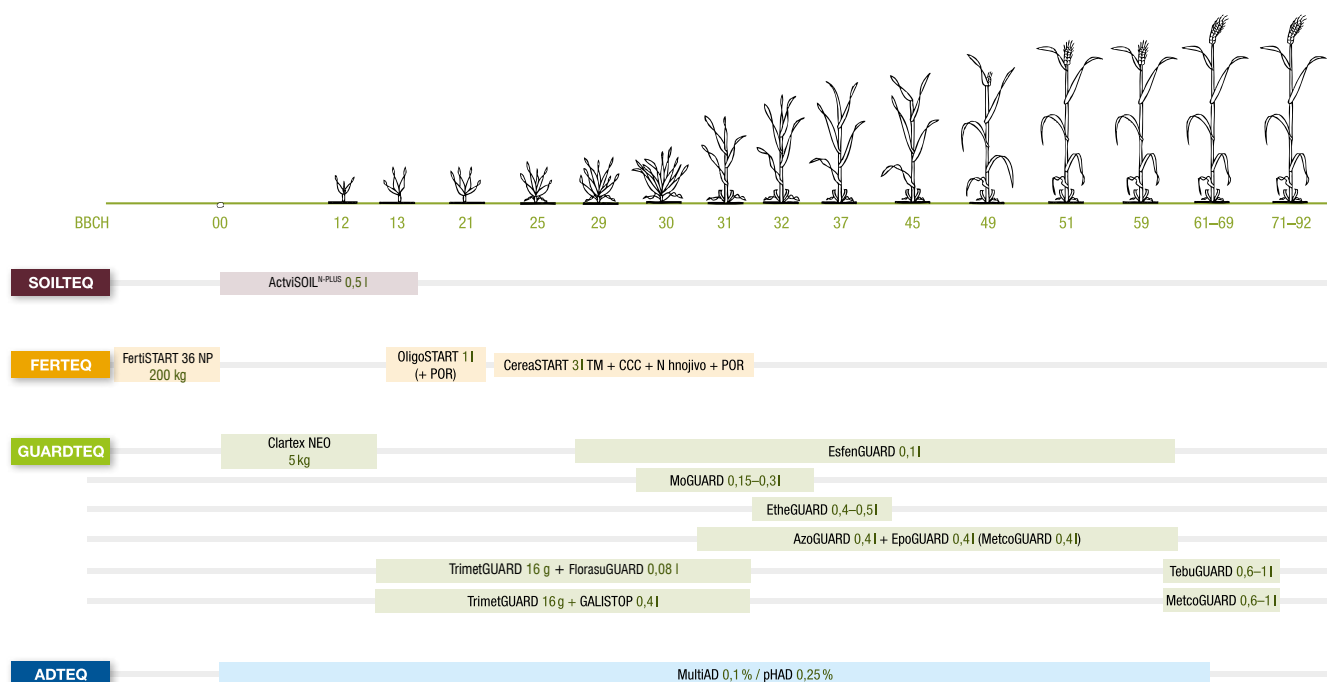 BBCH 00 12 13 21 25 29 30 31 32 37 45 49 51 59 61–69 71–92
SOILTEQ
ActviSOIL N-PLUS 0,5 l
FERTEQ
FertiSTART 36 NP
200 kg
OligoSTART 1 l
(+ POR)
CereaSTART 3 l TM + CCC + N hnojivo + POR
GUARDTEQ
Clartex NEO
5 kg
EsfenGUARD 0,1 l
MoGUARD 0,15–0,3 l
EtheGUARD 0,4–0,5 l
AzoGUARD 0,4 l + EpoGUARD 0,4 l (MetcoGUARD 0,4 l)
TrimetGUARD 16 g + FlorasuGUARD 0,08 l
TebuGUARD 0,6–1 l
TrimetGUARD 16 g + GALISTOP 0,4 l
MetcoGUARD 0,6–1 l
ADTEQ
MultiAD 0,1 % / pHAD 0,25 %